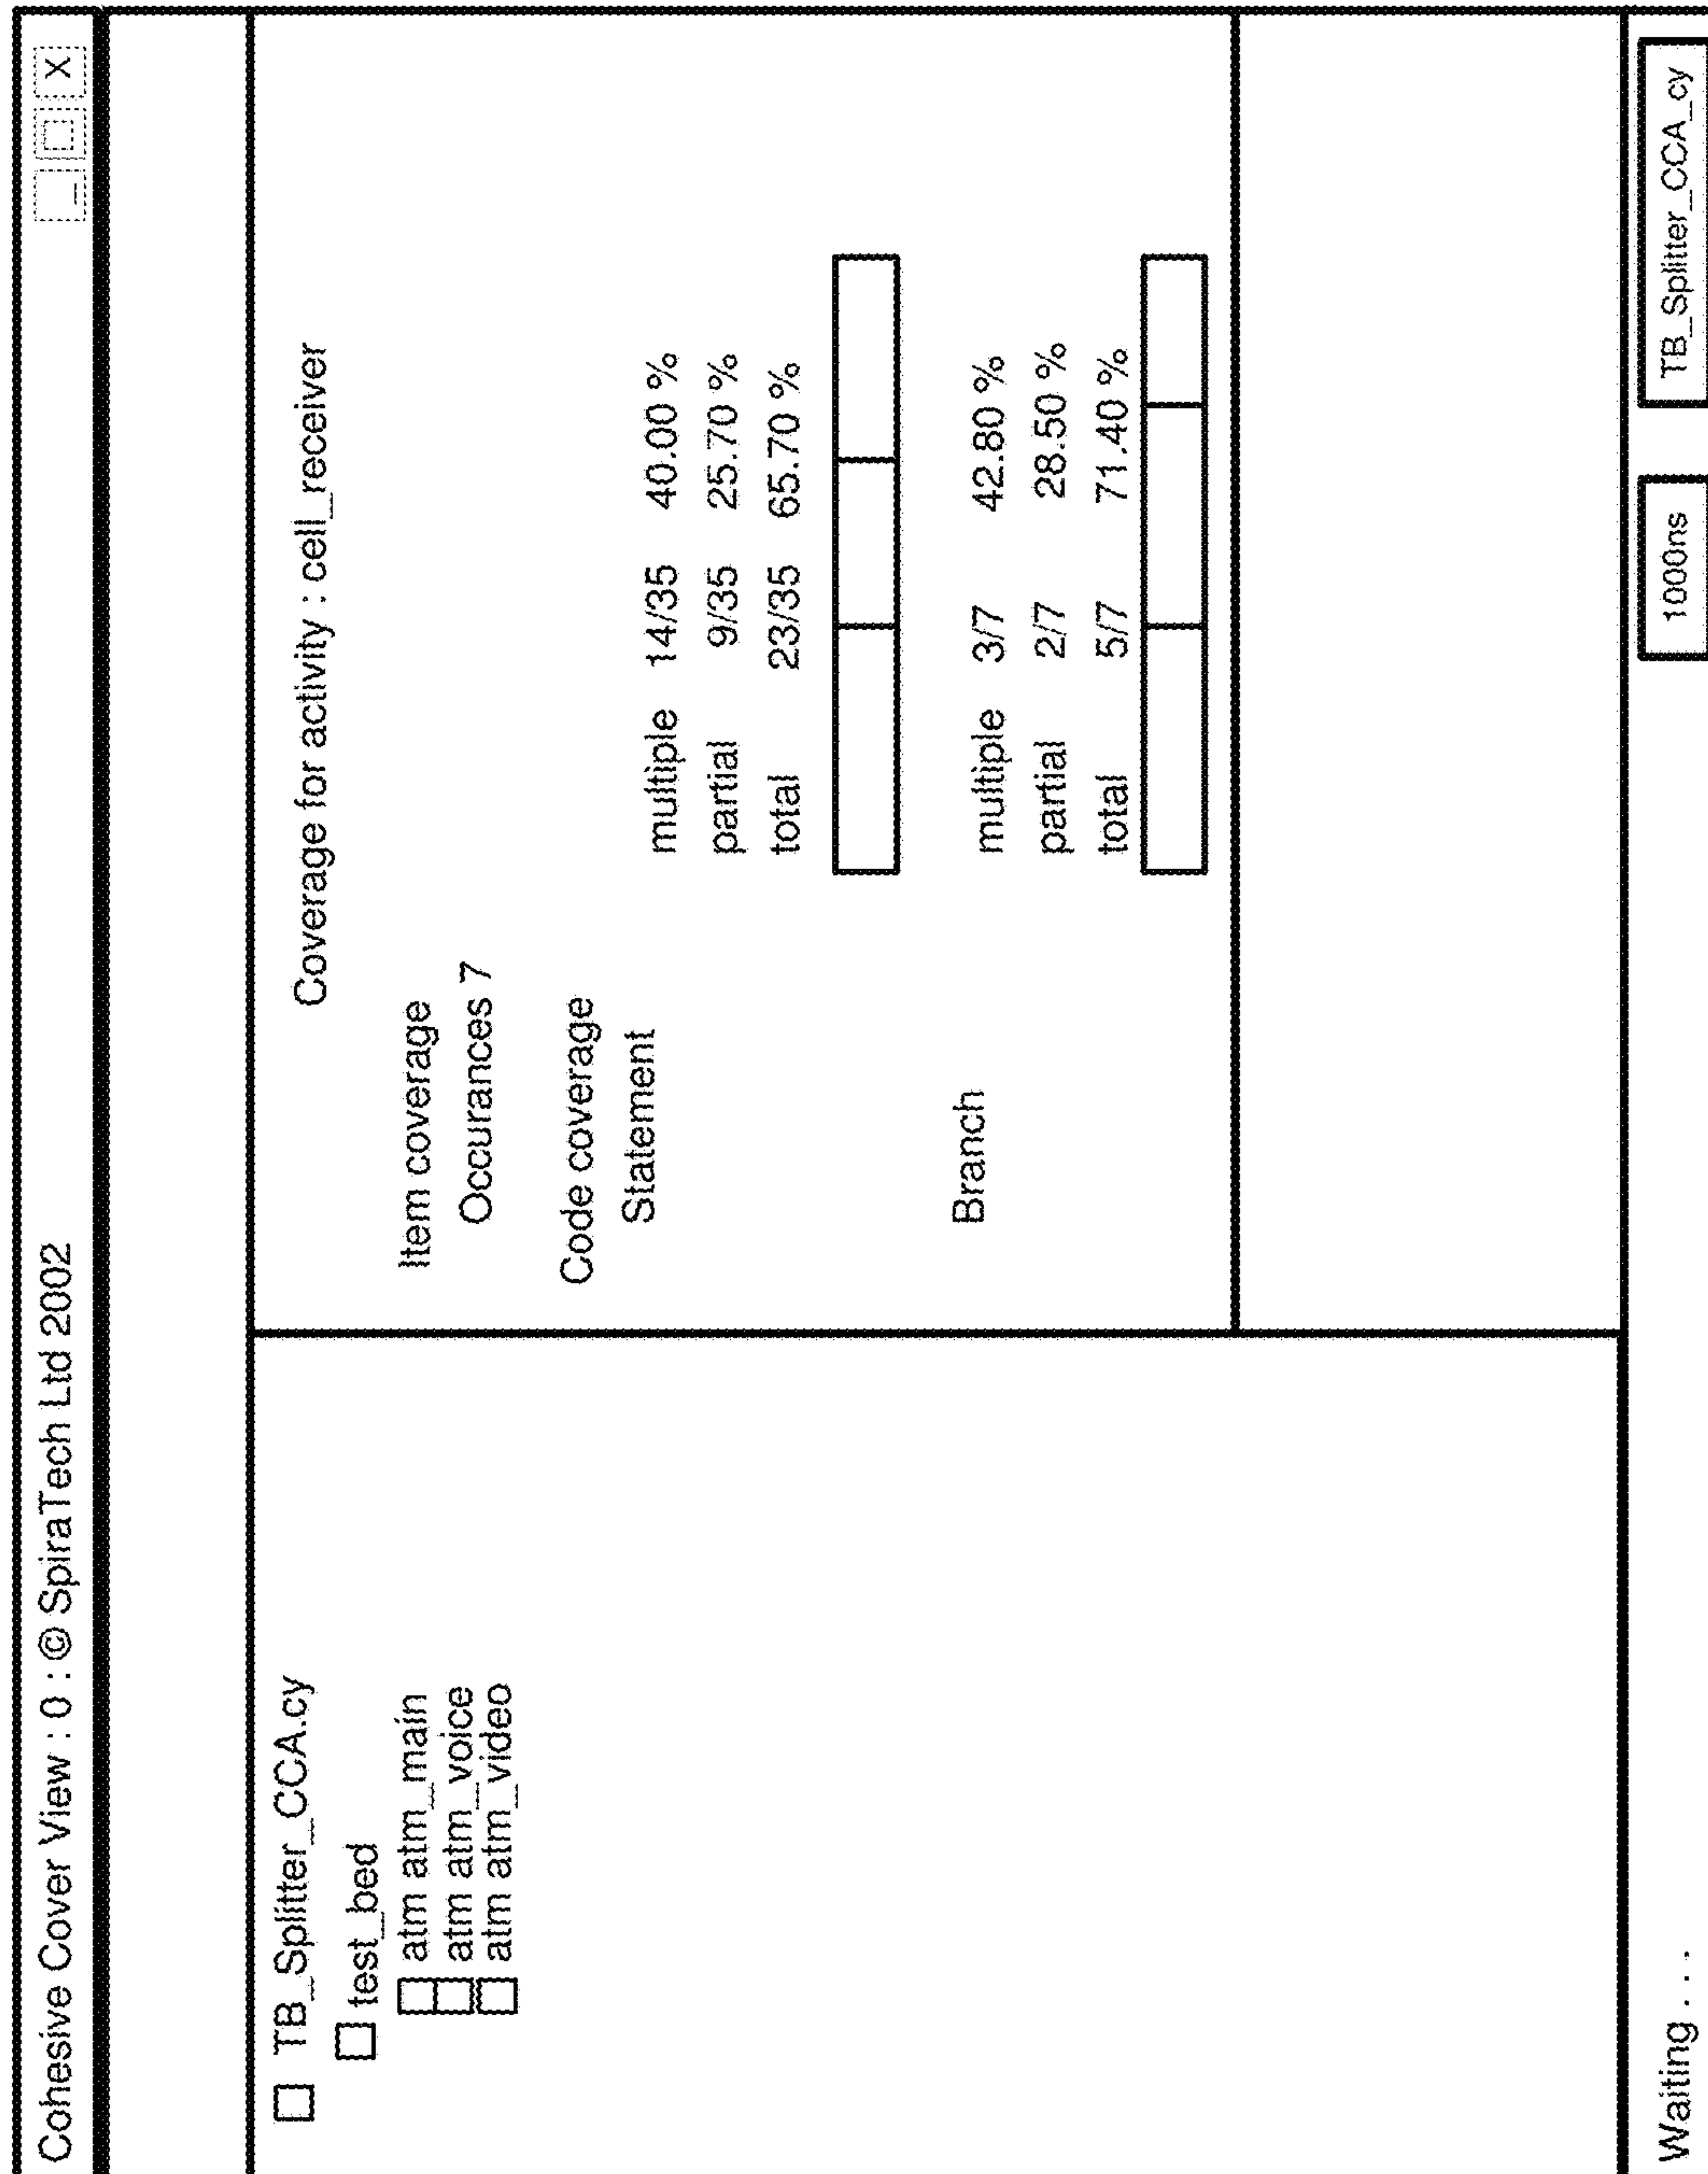 Cohesive Cover View : 0 : © SpiraTech Ltd 2002
_ X
TB_Splitter_CCA.cy
test_bed
atm atm_main
atm atm_voice
atm atm_video
Coverage for activity : cell_receiver
Item coverage
Occurances 7
Code coverage
Statement
multiple 14/35 40.00 %
partial 9/35 25.70 %
total 23/35 65.70 %
Branch
multiple 3/7 42.80 %
partial 2/7 28.50 %
total 5/7 71.40 %
Waiting . . .
1000ns
TB_Splitter_CCA_cy